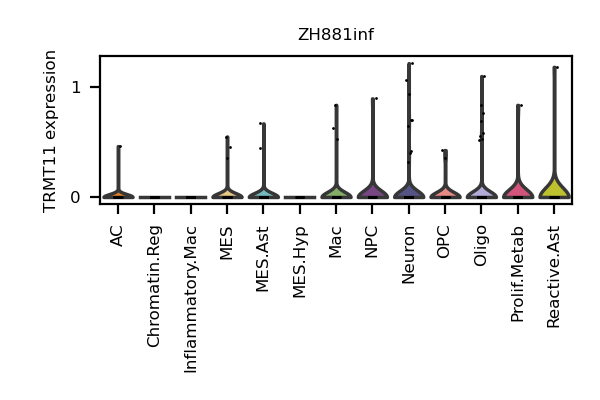 ZH881inf
TRMT11 expression
1
0
AC
Chromatin.Reg
Inflammatory.Mac
MES
MES.Ast
MES.Hyp
Mac
NPC
Neuron
OPC
Oligo
Prolif.Metab
Reactive.Ast